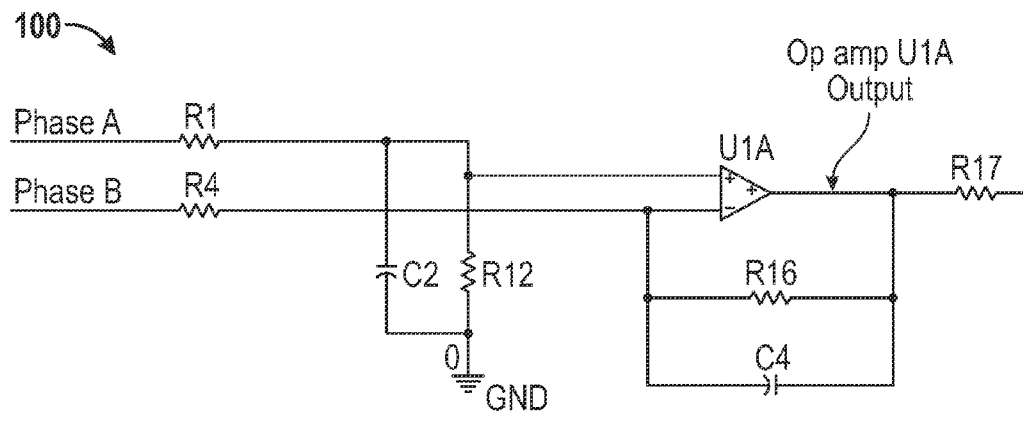 100
Op amp U1A
Output
Phase A
R1
U1A
+
+
-
R17
Phase B
R4
C2
R12
R16
0
C4
GND